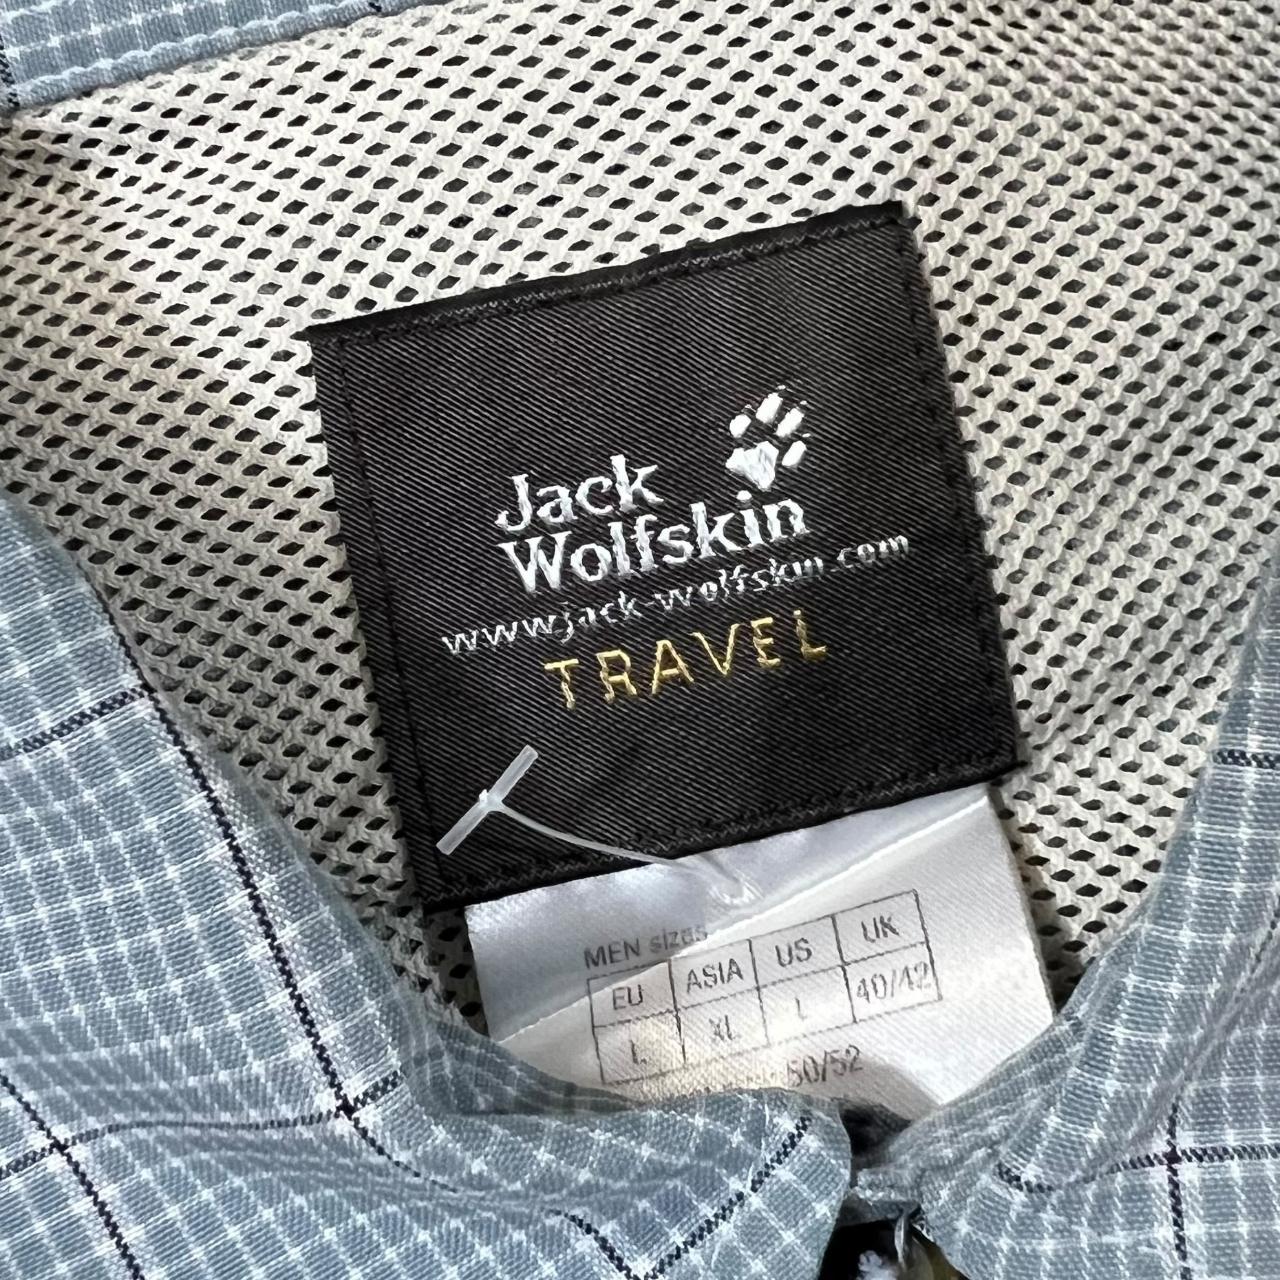 Jack
Wolfskin
www.jack-wolfskin.com
TRAVEL
MEN sizes
EU ASIA US UK
L XL L 40/42
50/52